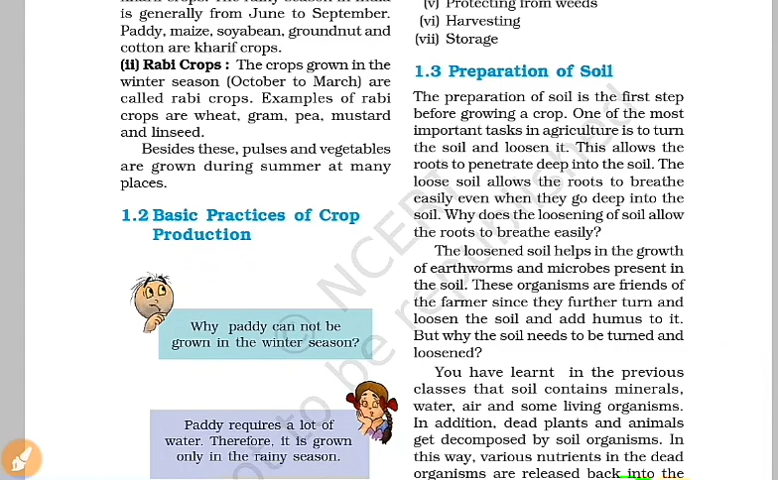 is generally from June to September.
Paddy, maize, soyabean, groundnut and
cotton are kharif crops.
(ii) Rabi Crops : The crops grown in the
winter season (October to March) are
called rabi crops. Examples of rabi
crops are wheat, gram, pea, mustard
and linseed.
Besides these, pulses and vegetables
are grown during summer at many
places.
1.2 Basic Practices of Crop
Production
Why paddy can not be
grown in the winter season?
Paddy requires a lot of
water. Therefore, it is grown
only in the rainy season.
(v) Protecting from weeds
(vi) Harvesting
(vii) Storage
1.3 Preparation of Soil
The preparation of soil is the first step
before growing a crop. One of the most
important tasks in agriculture is to turn
the soil and loosen it. This allows the
roots to penetrate deep into the soil. The
loose soil allows the roots to breathe
easily even when they go deep into the
soil. Why does the loosening of soil allow
the roots to breathe easily?
The loosened soil helps in the growth
of earthworms and microbes present in
the soil. These organisms are friends of
the farmer since they further turn and
loosen the soil and add humus to it.
But why the soil needs to be turned and
loosened?
You have learnt in the previous
classes that soil contains minerals,
water, air and some living organisms.
In addition, dead plants and animals
get decomposed by soil organisms. In
this way, various nutrients in the dead
organisms are released back into the
© NCERT
not to be republished